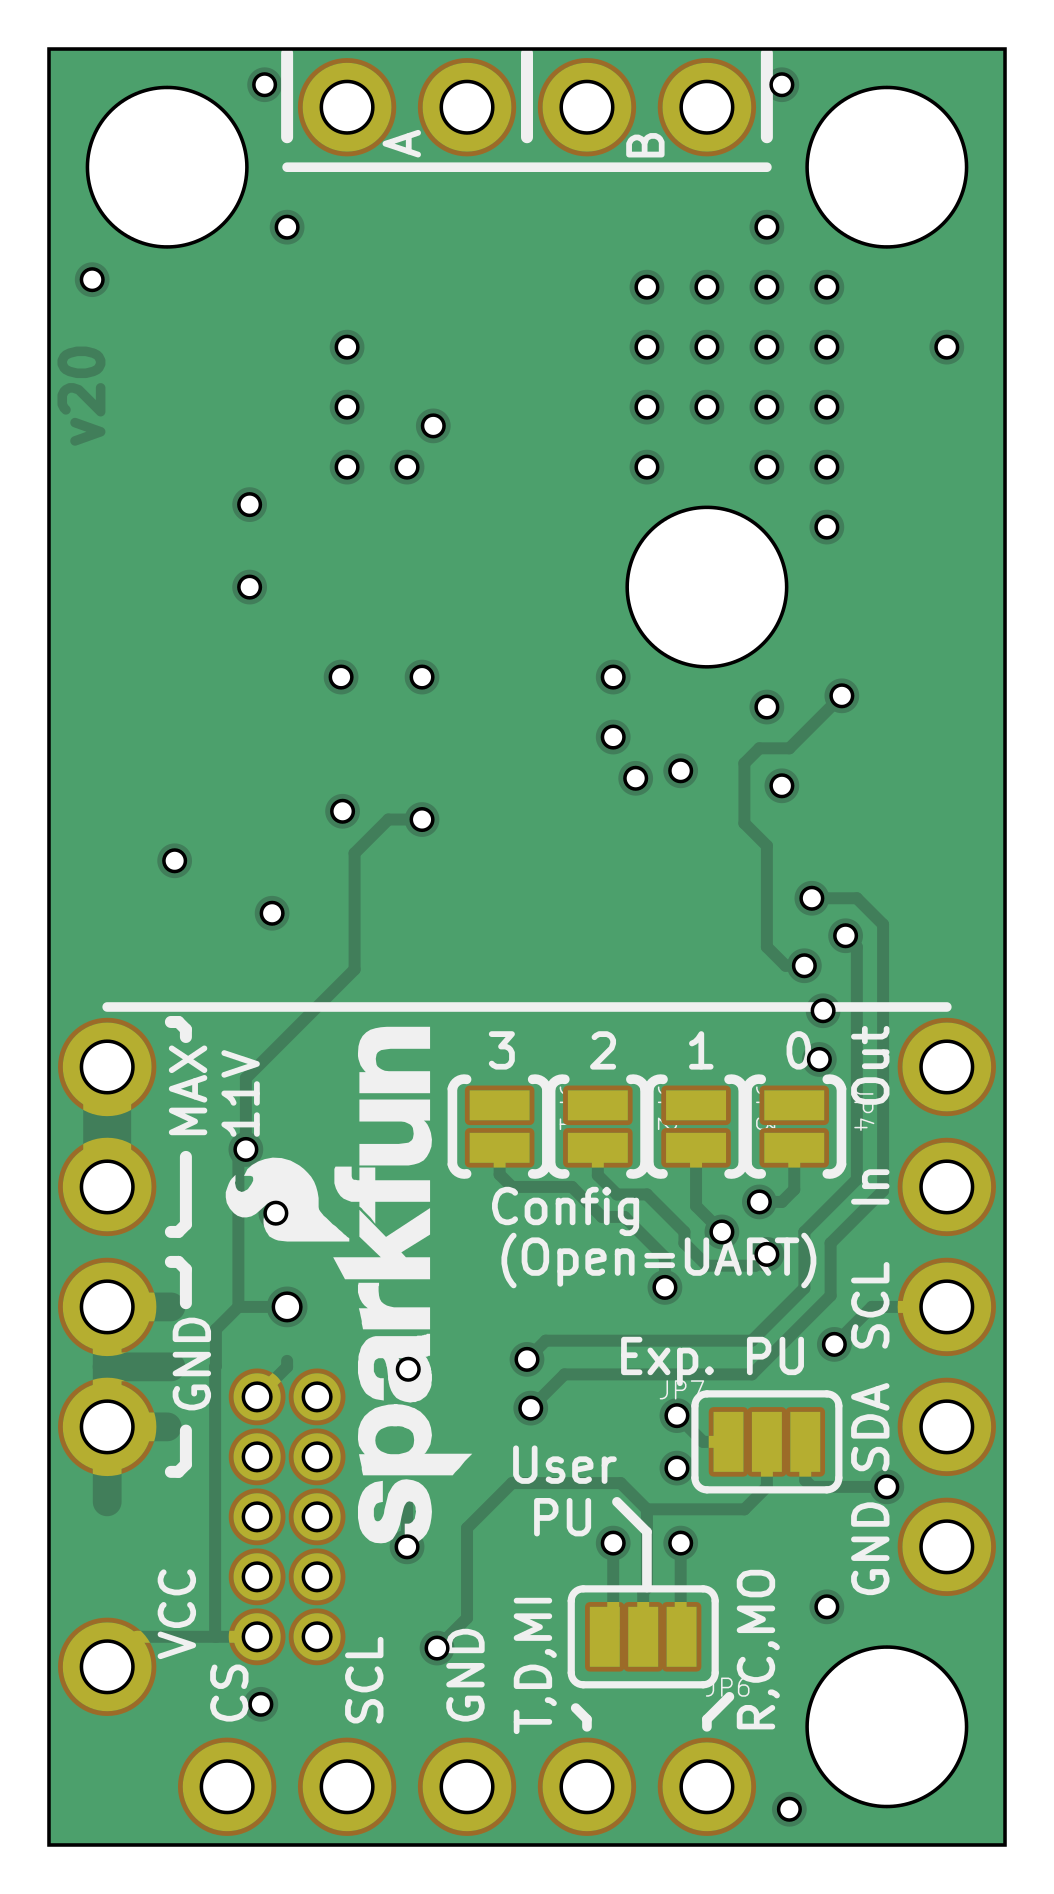 A
B
v20
3 2 1 0
MAX
11V
Out
JP4
In
sparkfun
Config
(Open=UART)
SCL
GND
Exp. PU
JP7
SDA
User
PU
GND
VCC
CS
SCL
GND
T,D,MI
R,C,MO
JP6